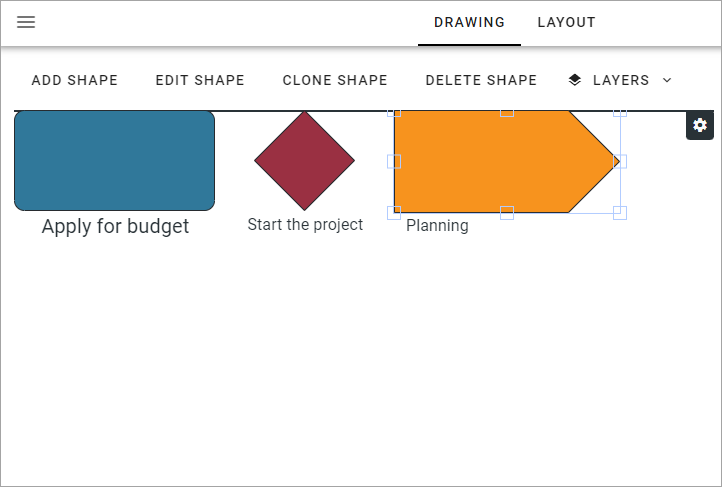 DRAWING LAYOUT
ADD SHAPE EDIT SHAPE CLONE SHAPE DELETE SHAPE LAYERS
Apply for budget
Start the project
Planning